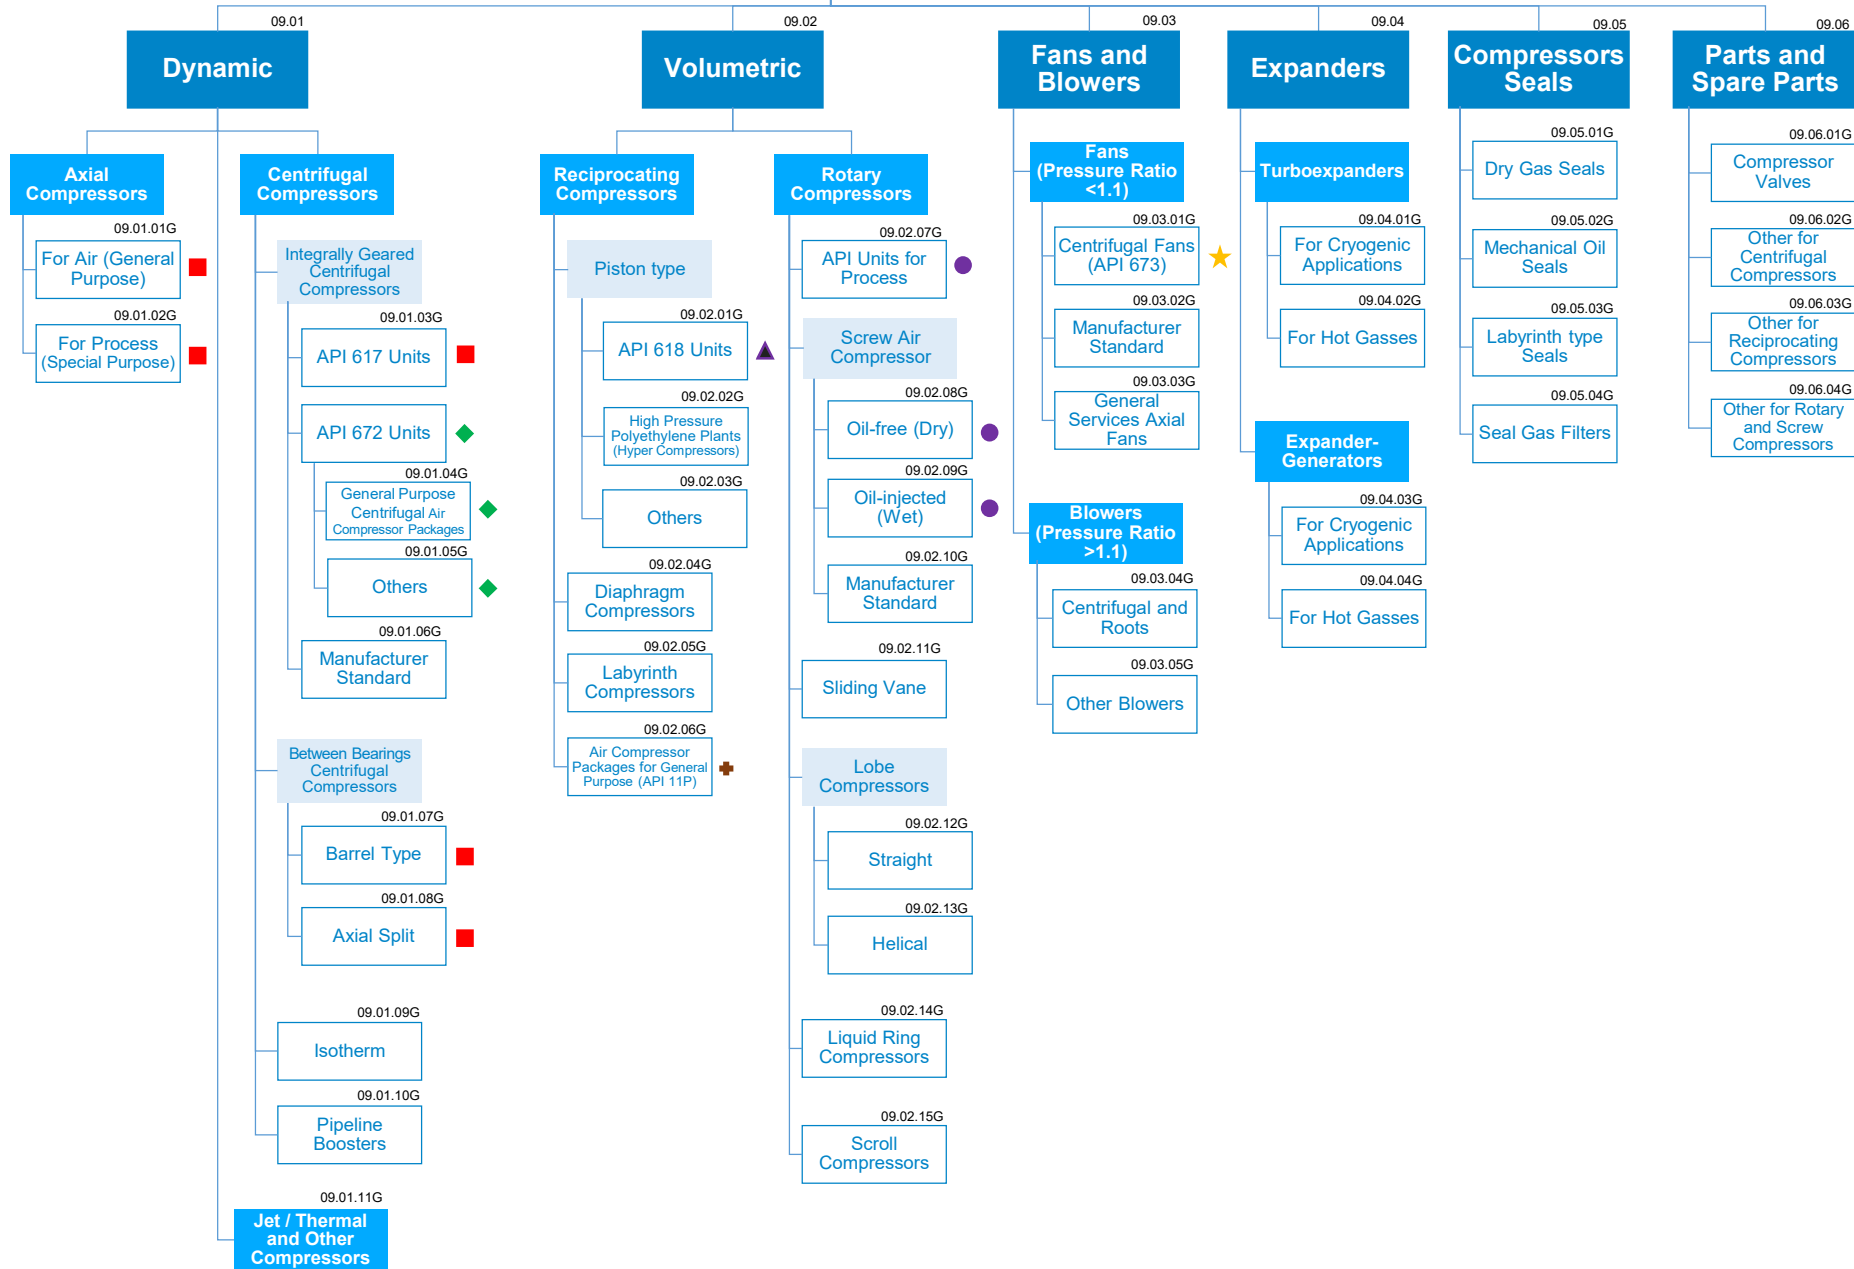 09.01
Dynamic
Axial
Compressors
09.01.01G
For Air (General
Purpose)
09.01.02G
For Process
(Special Purpose)
Centrifugal
Compressors
Integrally Geared
Centrifugal
Compressors
09.01.03G
API 617 Units
API 672 Units
09.01.04G
General Purpose
Centrifugal Air
Compressor Packages
09.01.05G
Others
09.01.06G
Manufacturer
Standard
Between Bearings
Centrifugal
Compressors
09.01.07G
Barrel Type
09.01.08G
Axial Split
09.01.09G
Isotherm
09.01.10G
Pipeline
Boosters
09.01.11G
Jet / Thermal
and Other
Compressors
09.02
Volumetric
Reciprocating
Compressors
Piston type
09.02.01G
API 618 Units
09.02.02G
High Pressure
Polyethylene Plants
(Hyper Compressors)
09.02.03G
Others
09.02.04G
Diaphragm
Compressors
09.02.05G
Labyrinth
Compressors
09.02.06G
Air Compressor
Packages for General
Purpose (API 11P)
Rotary
Compressors
09.02.07G
API Units for
Process
Screw Air
Compressor
09.02.08G
Oil-free (Dry)
09.02.09G
Oil-injected
(Wet)
09.02.10G
Manufacturer
Standard
09.02.11G
Sliding Vane
Lobe
Compressors
09.02.12G
Straight
09.02.13G
Helical
09.02.14G
Liquid Ring
Compressors
09.02.15G
Scroll
Compressors
09.03
Fans and
Blowers
Fans
(Pressure Ratio
<1.1)
09.03.01G
Centrifugal Fans
(API 673)
09.03.02G
Manufacturer
Standard
09.03.03G
General
Services Axial
Fans
Blowers
(Pressure Ratio
>1.1)
09.03.04G
Centrifugal and
Roots
09.03.05G
Other Blowers
09.04
Expanders
Turboexpanders
09.04.01G
For Cryogenic
Applications
09.04.02G
For Hot Gasses
Expander-
Generators
09.04.03G
For Cryogenic
Applications
09.04.04G
For Hot Gasses
09.05
Compressors
Seals
09.05.01G
Dry Gas Seals
09.05.02G
Mechanical Oil
Seals
09.05.03G
Labyrinth type
Seals
09.05.04G
Seal Gas Filters
09.06
Parts and
Spare Parts
09.06.01G
Compressor
Valves
09.06.02G
Other for
Centrifugal
Compressors
09.06.03G
Other for
Reciprocating
Compressors
09.06.04G
Other for Rotary
and Screw
Compressors